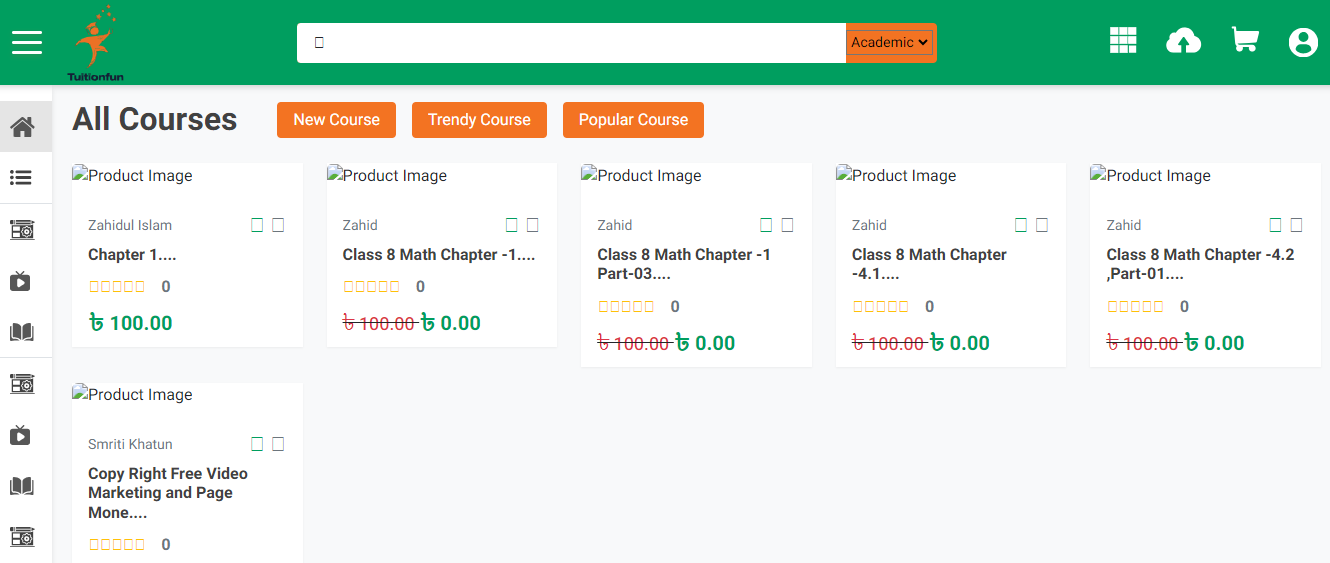 Tuitionfun
Academic
All Courses
New Course
Trendy Course
Popular Course
Product Image
Zahidul Islam
Chapter 1....
0
৳ 100.00
Product Image
Zahid
Class 8 Math Chapter -1....
0
৳ 100.00 ৳ 0.00
Product Image
Zahid
Class 8 Math Chapter -1
Part-03....
0
৳ 100.00 ৳ 0.00
Product Image
Zahid
Class 8 Math Chapter
-4.1....
0
৳ 100.00 ৳ 0.00
Product Image
Zahid
Class 8 Math Chapter -4.2
,Part-01....
0
৳ 100.00 ৳ 0.00
Product Image
Smriti Khatun
Copy Right Free Video
Marketing and Page
Mone....
0